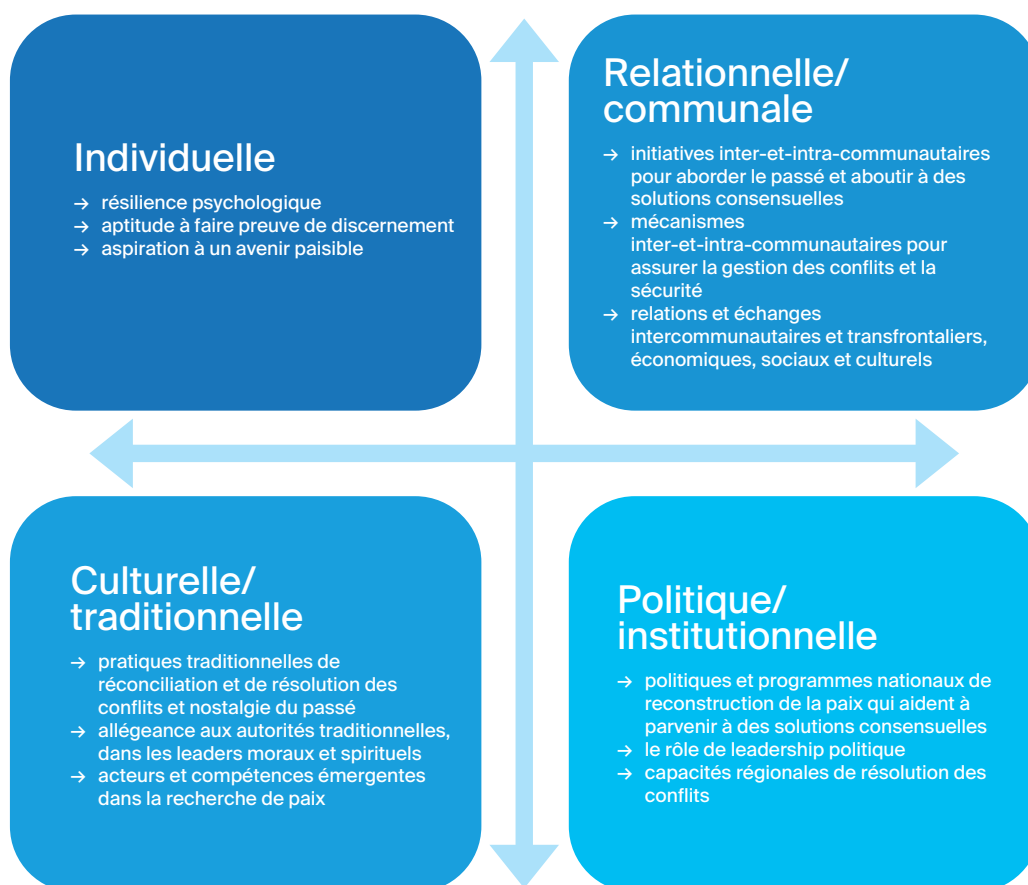 Individuelle
→ résilience psychologique
→ aptitude à faire preuve de discernement
→ aspiration à un avenir paisible
Relationnelle/
communale
→ initiatives inter-et-intra-communautaires
pour aborder le passé et aboutir à des
solutions consensuelles
→ mécanismes
inter-et-intra-communautaires pour
assurer la gestion des conflits et la
sécurité
→ relations et échanges
intercommunautaires et transfrontaliers,
économiques, sociaux et culturels
Culturelle/
traditionnelle
→ pratiques traditionnelles de
réconciliation et de résolution des
conflits et nostalgie du passé
→ allégeance aux autorités traditionnelles,
dans les leaders moraux et spirituels
→ acteurs et compétences émergentes
dans la recherche de paix
Politique/
institutionnelle
→ politiques et programmes nationaux de
reconstruction de la paix qui aident à
parvenir à des solutions consensuelles
→ le rôle de leadership politique
→ capacités régionales de résolution des
conflits